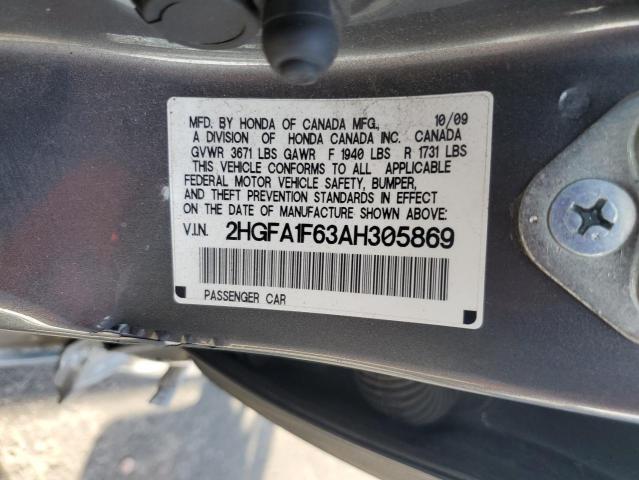 MFD. BY HONDA OF CANADA MFG., 10/09
A DIVISION OF HONDA CANADA INC. CANADA
GVWR 3671 LBS GAWR F 1940 LBS R 1731 LBS
THIS VEHICLE CONFORMS TO ALL APPLICABLE
FEDERAL MOTOR VEHICLE SAFETY, BUMPER,
AND THEFT PREVENTION STANDARDS IN EFFECT
ON THE DATE OF MANUFACTURE SHOWN ABOVE:
V.I.N. 2HGFA1F63AH305869
PASSENGER CAR